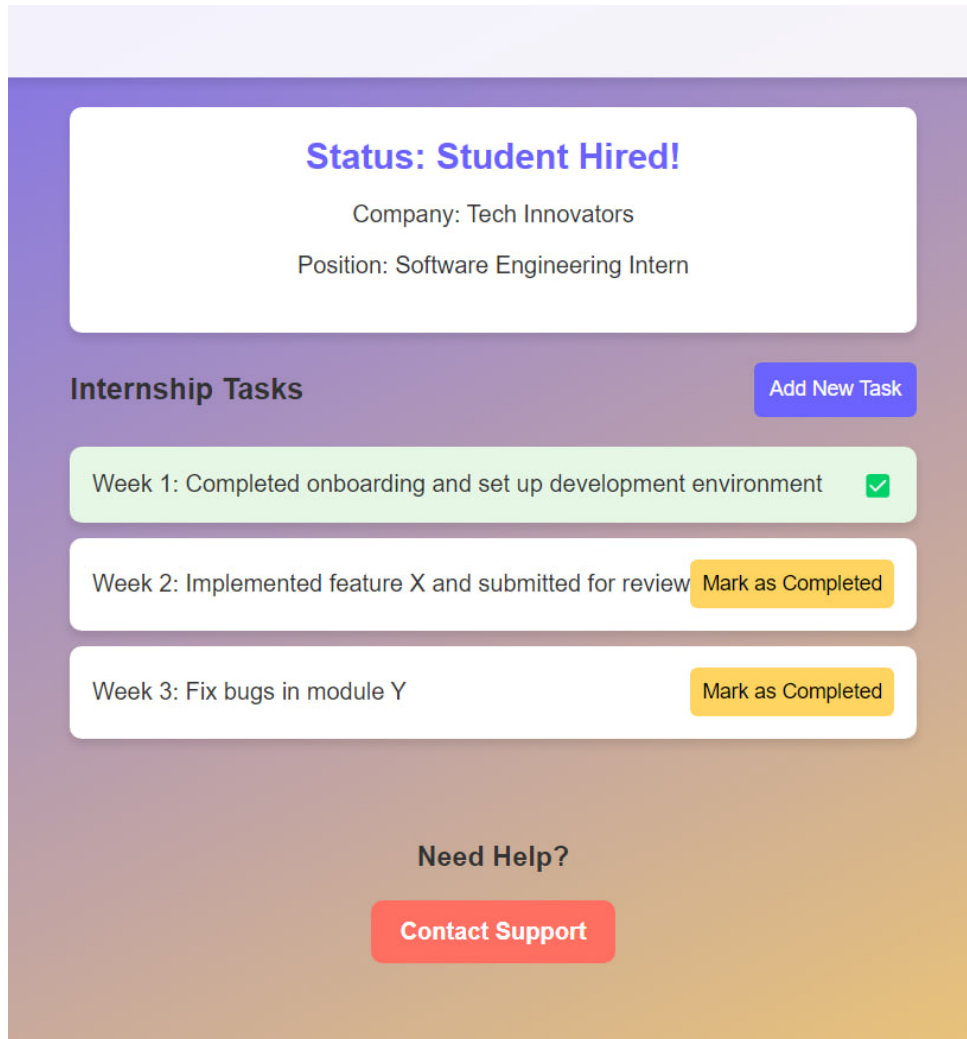 Status: Student Hired!
Company: Tech Innovators
Position: Software Engineering Intern
Internship Tasks
Add New Task
Week 1: Completed onboarding and set up development environment
Week 2: Implemented feature X and submitted for review
Mark as Completed
Week 3: Fix bugs in module Y
Mark as Completed
Need Help?
Contact Support